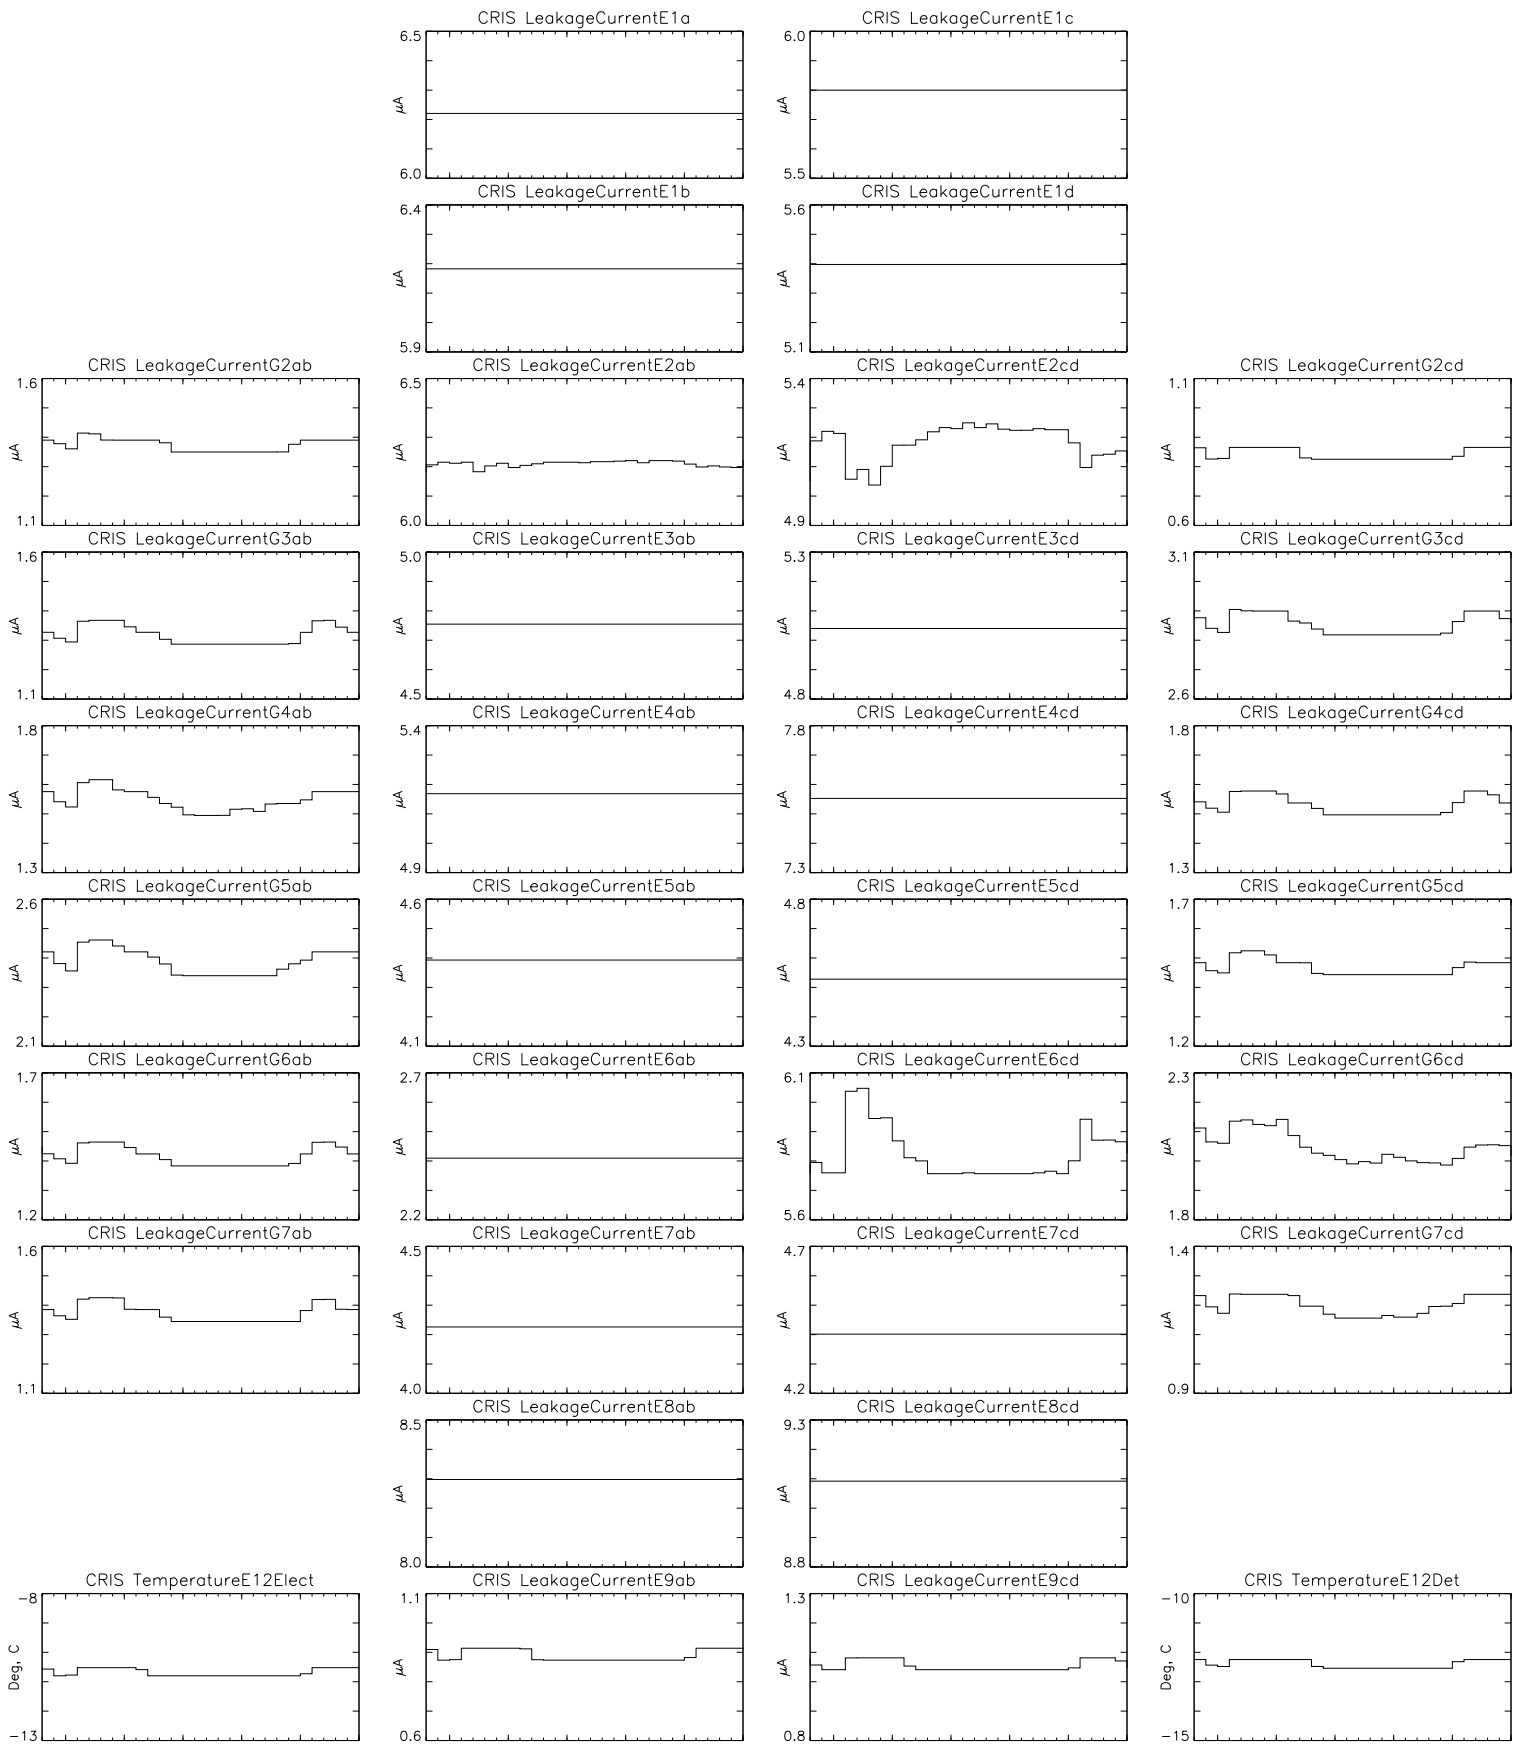 CRIS LeakageCurrentE1a CRIS LeakageCurrentE1c
6.5 6.0
μA μA
6.0 5.5
CRIS LeakageCurrentE1b CRIS LeakageCurrentE1d
6.4 5.6
μA μA
5.9 5.1
CRIS LeakageCurrentG2ab CRIS LeakageCurrentE2ab CRIS LeakageCurrentE2cd CRIS LeakageCurrentG2cd
1.6 6.5 5.4 1.1
μA μA μA μA
1.1 6.0 4.9 0.6
CRIS LeakageCurrentG3ab CRIS LeakageCurrentE3ab CRIS LeakageCurrentE3cd CRIS LeakageCurrentG3cd
1.6 5.0 5.3 3.1
μA μA μA μA
1.1 4.5 4.8 2.6
CRIS LeakageCurrentG4ab CRIS LeakageCurrentE4ab CRIS LeakageCurrentE4cd CRIS LeakageCurrentG4cd
1.8 5.4 7.8 1.8
μA μA μA μA
1.3 4.9 7.3 1.3
CRIS LeakageCurrentG5ab CRIS LeakageCurrentE5ab CRIS LeakageCurrentE5cd CRIS LeakageCurrentG5cd
2.6 4.6 4.8 1.7
μA μA μA μA
2.1 4.1 4.3 1.2
CRIS LeakageCurrentG6ab CRIS LeakageCurrentE6ab CRIS LeakageCurrentE6cd CRIS LeakageCurrentG6cd
1.7 2.7 6.1 2.3
μA μA μA μA
1.2 2.2 5.6 1.8
CRIS LeakageCurrentG7ab CRIS LeakageCurrentE7ab CRIS LeakageCurrentE7cd CRIS LeakageCurrentG7cd
1.6 4.5 4.7 1.4
μA μA μA μA
1.1 4.0 4.2 0.9
CRIS LeakageCurrentE8ab CRIS LeakageCurrentE8cd
8.5 9.3
μA μA
8.0 8.8
CRIS TemperatureE12Elect CRIS LeakageCurrentE9ab CRIS LeakageCurrentE9cd CRIS TemperatureE12Det
-8 1.1 1.3 -10
Deg, C μA μA Deg, C
-13 0.6 0.8 -15